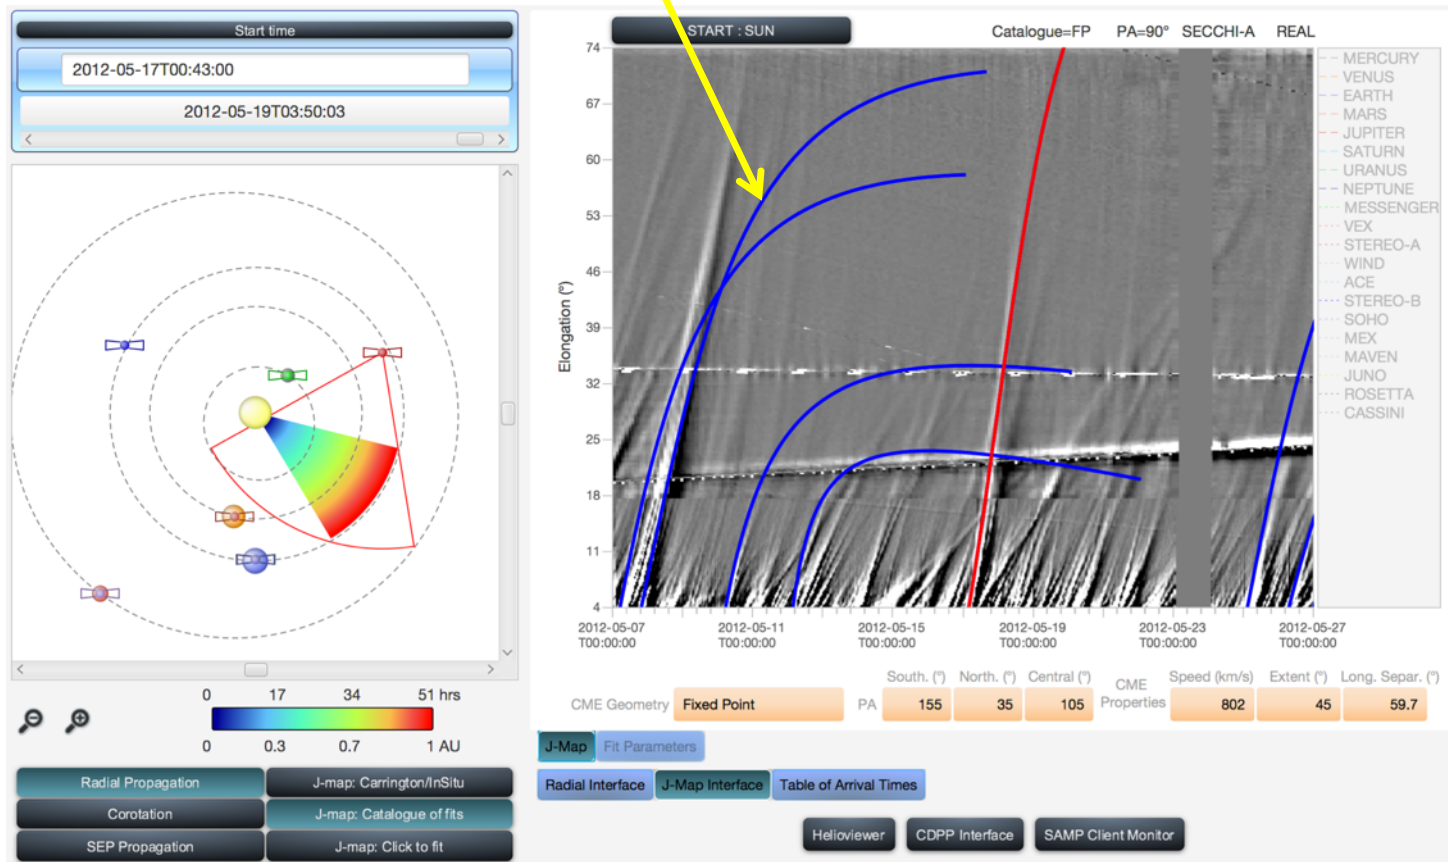 Start time
2012-05-17T00:43:00
2012-05-19T03:50:03
0 17 34 51 hrs
0 0.3 0.7 1 AU
Radial Propagation
J-map: Carrington/InSitu
Corotation
J-map: Catalogue of fits
SEP Propagation
J-map: Click to fit
START : SUN
Catalogue=FP PA=90° SECCHI-A REAL
Elongation (°)
74
67
60
53
46
39
32
25
18
11
4
2012-05-07 2012-05-11 2012-05-15 2012-05-19 2012-05-23 2012-05-27
T00:00:00 T00:00:00 T00:00:00 T00:00:00 T00:00:00 T00:00:00
MERCURY
VENUS
EARTH
MARS
JUPITER
SATURN
URANUS
NEPTUNE
MESSENGER
VEX
STEREO-A
WIND
ACE
STEREO-B
SOHO
MEX
MAVEN
JUNO
ROSETTA
CASSINI
South. (°) North. (°) Central (°) Speed (km/s) Extent (°) Long. Separ. (°)
CME Geometry Fixed Point PA 155 35 105 CME Properties 802 45 59.7
J-Map Fit Parameters
Radial Interface J-Map Interface Table of Arrival Times
Helioviewer CDPP Interface SAMP Client Monitor